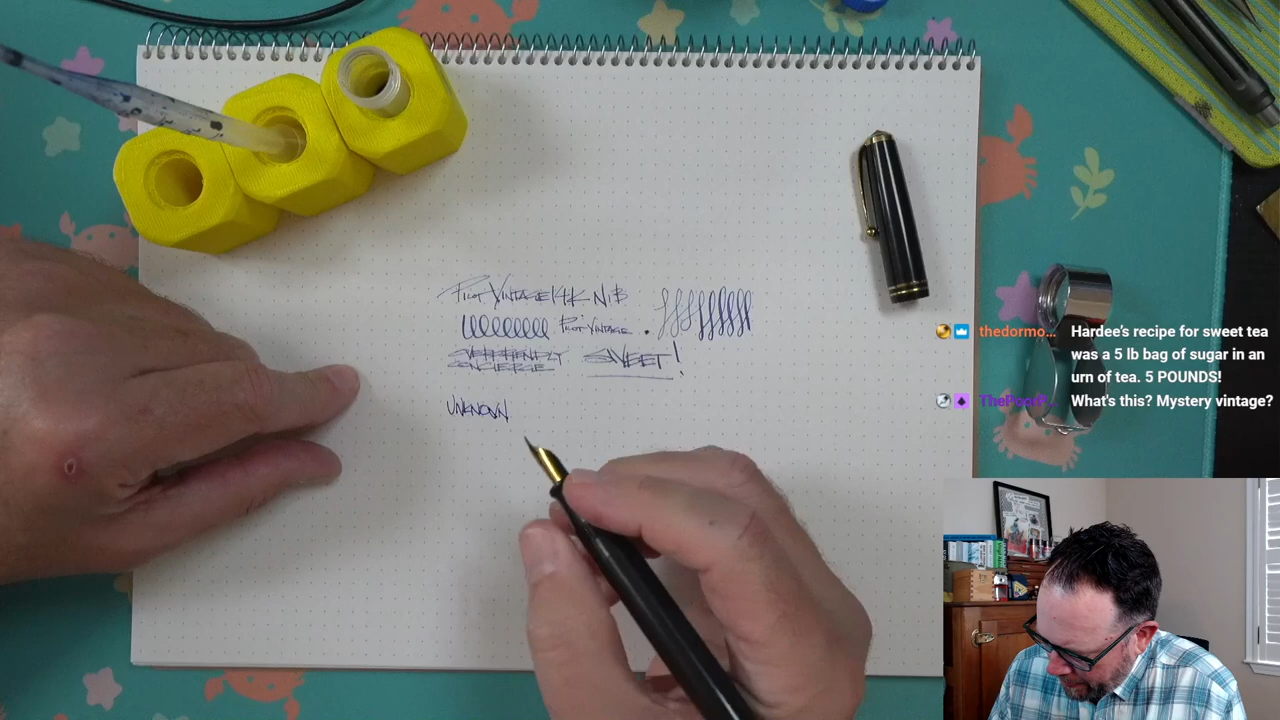 PILOT VINTAGE 14K NIB
PILOT VINTAGE.
SWEET!
UNKNOWN
thedormo... Hardee's recipe for sweet tea
was a 5 lb bag of sugar in an
urn of tea. 5 POUNDS!
What's this? Mystery vintage?